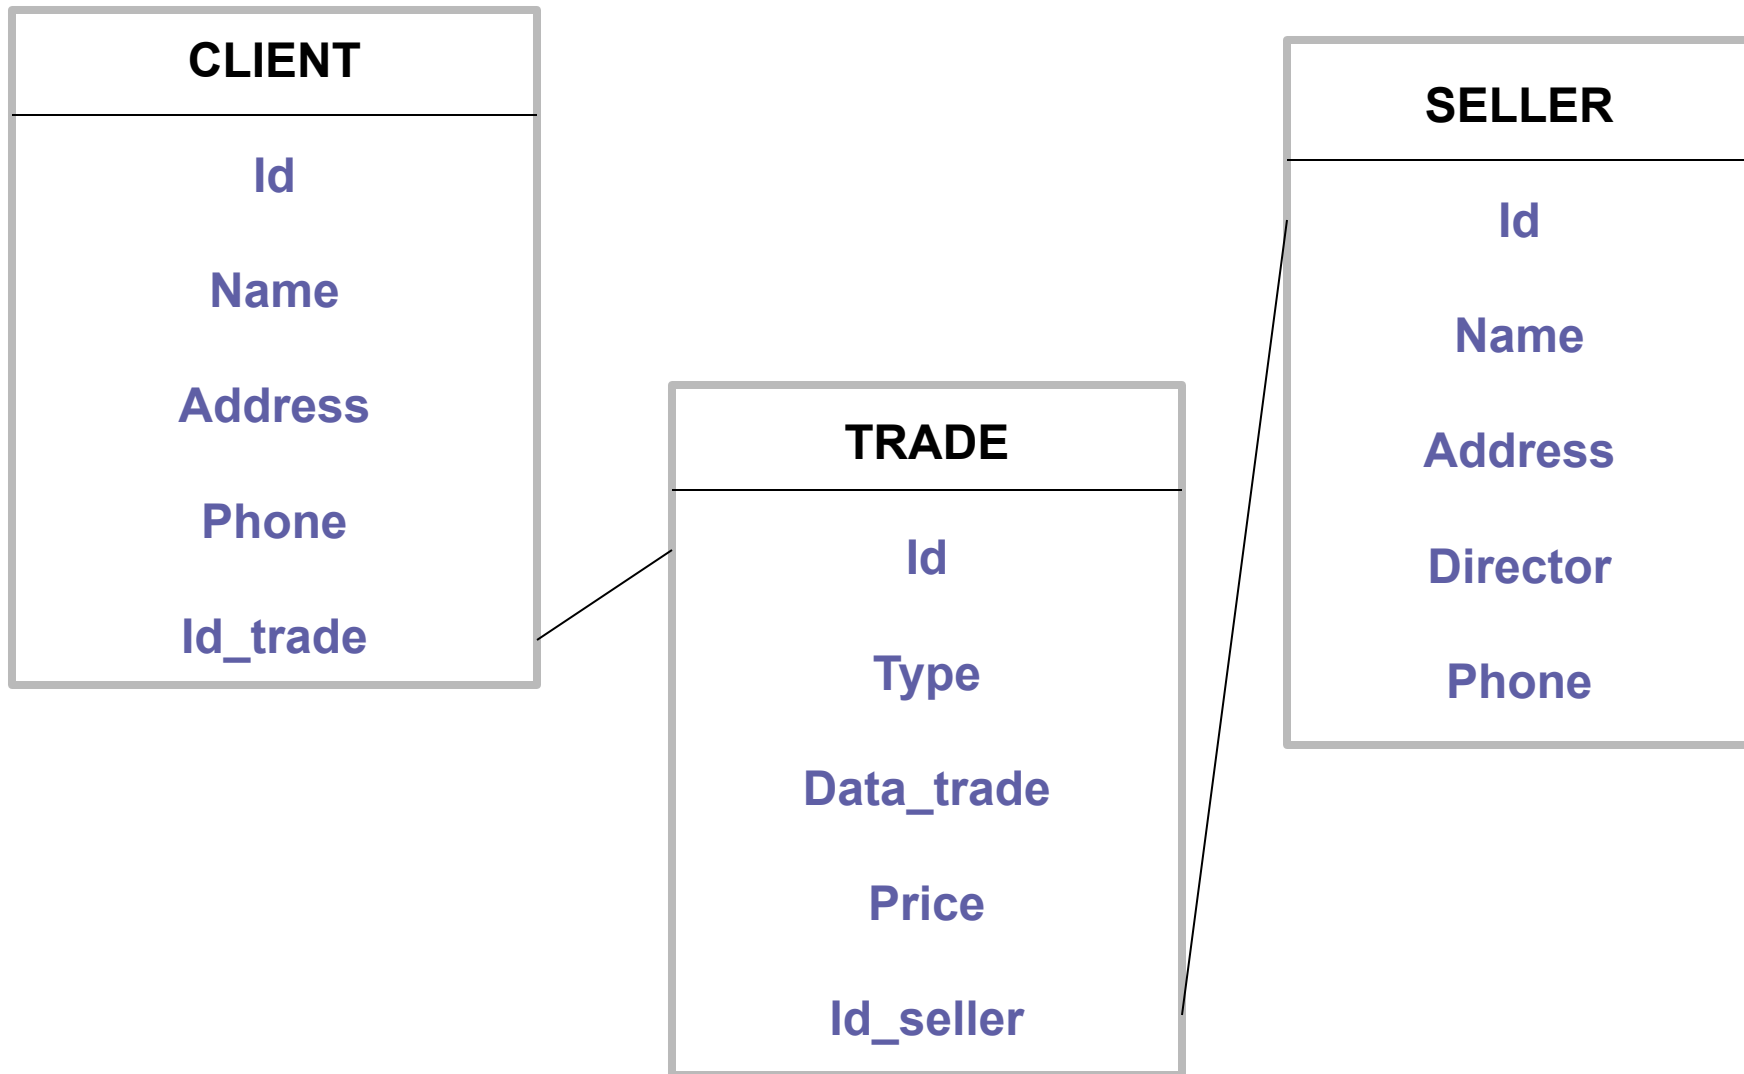 CLIENT
Id
Name
Address
Phone
Id_trade
TRADE
Id
Type
Data_trade
Price
Id_seller
SELLER
Id
Name
Address
Director
Phone